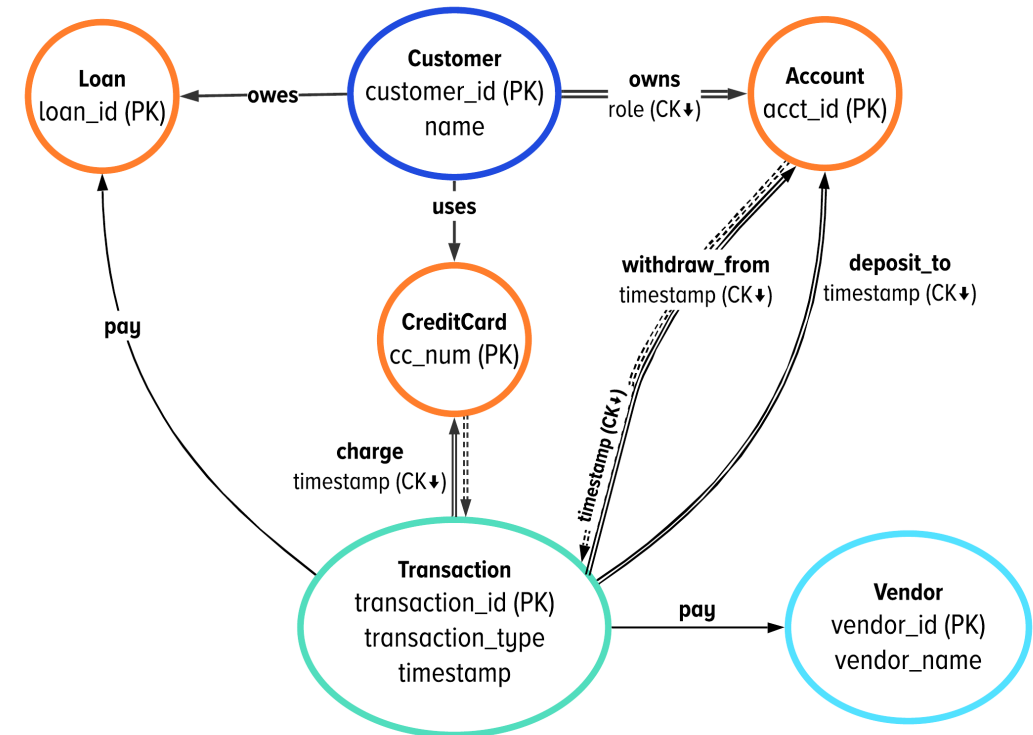 Loan
loan_id (PK)
owes
Customer
customer_id (PK)
name
owns
role (CK⬇)
Account
acct_id (PK)
uses
withdraw_from
timestamp (CK⬇)
deposit_to
timestamp (CK⬇)
pay
CreditCard
cc_num (PK)
timestamp (CK⬇)
charge
timestamp (CK⬇)
Transaction
transaction_id (PK)
transaction_type
timestamp
pay
Vendor
vendor_id (PK)
vendor_name